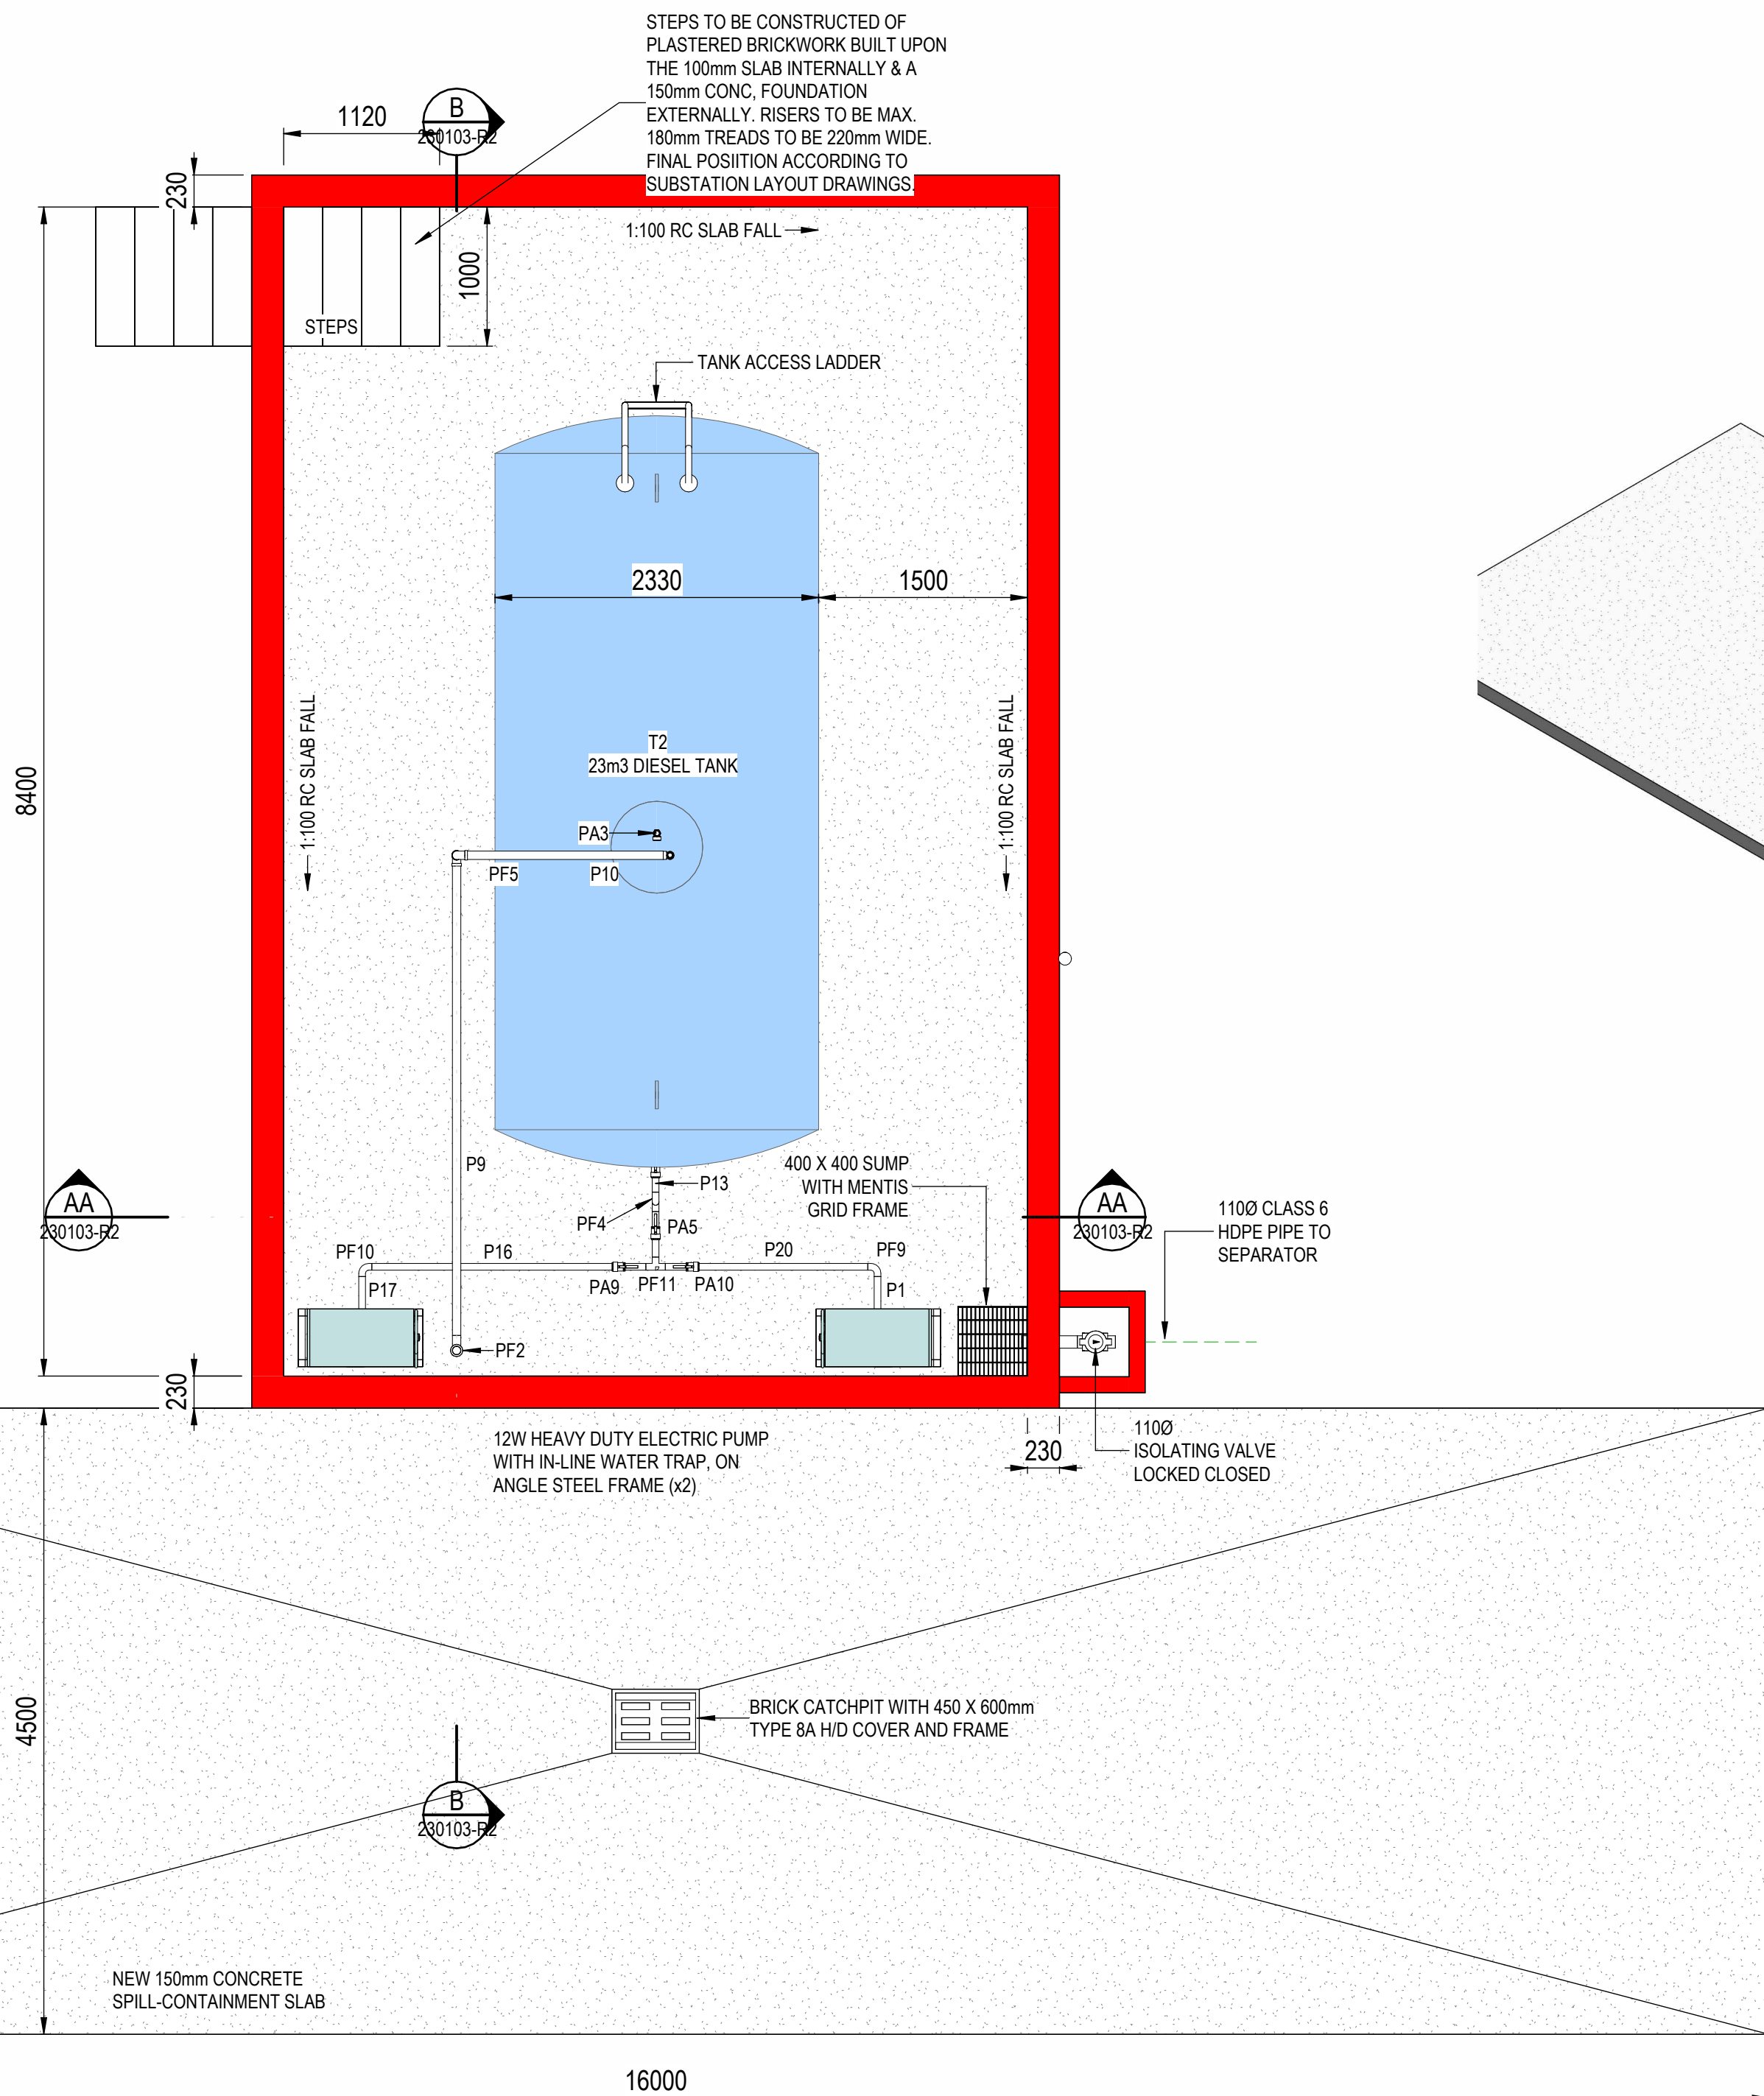 STEPS TO BE CONSTRUCTED OF
PLASTERED BRICKWORK BUILT UPON
THE 100mm SLAB INTERNALLY & A
150mm CONC, FOUNDATION
EXTERNALLY. RISERS TO BE MAX.
180mm TREADS TO BE 220mm WIDE.
FINAL POSIITION ACCORDING TO
SUBSTATION LAYOUT DRAWINGS.
1120
B
230103-R2
230
1:100 RC SLAB FALL
1000
STEPS
TANK ACCESS LADDER
2330
1500
8400
1:100 RC SLAB FALL
1:100 RC SLAB FALL
T2
23m3 DIESEL TANK
PA3
PF5
P10
P9
400 X 400 SUMP
WITH MENTIS
GRID FRAME
P13
PF4
PA5
AA
230103-R2
AA
230103-R2
110Ø CLASS 6
HDPE PIPE TO
SEPARATOR
PF10
P16
P20
PF9
P17
PA9
PF11
PA10
P1
PF2
230
12W HEAVY DUTY ELECTRIC PUMP
WITH IN-LINE WATER TRAP, ON
ANGLE STEEL FRAME (x2)
230
110Ø
ISOLATING VALVE
LOCKED CLOSED
4500
BRICK CATCHPIT WITH 450 X 600mm
TYPE 8A H/D COVER AND FRAME
B
230103-R2
NEW 150mm CONCRETE
SPILL-CONTAINMENT SLAB
16000